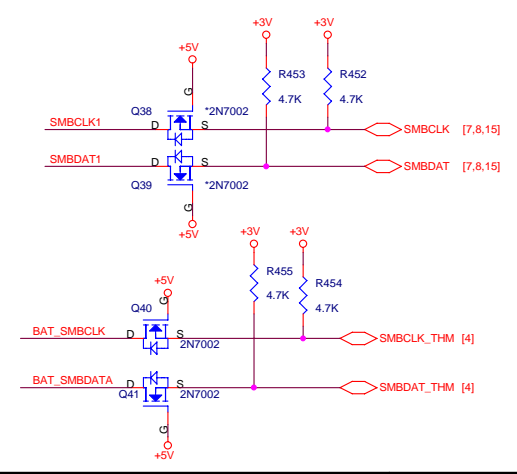 +3V +3V
+5V
R453 R452
G
4.7K 4.7K
Q38 *2N7002
SMBCLK1 D S SMBCLK [7,8,15]
SMBDAT1 D S SMBDAT [7,8,15]
Q39 *2N7002
G
+5V
+3V +3V
R455 R454
+5V
G
4.7K 4.7K
Q40
BAT_SMBCLK D S SMBCLK_THM [4]
2N7002
BAT_SMBDATA D S SMBDAT_THM [4]
Q41 2N7002
G
+5V